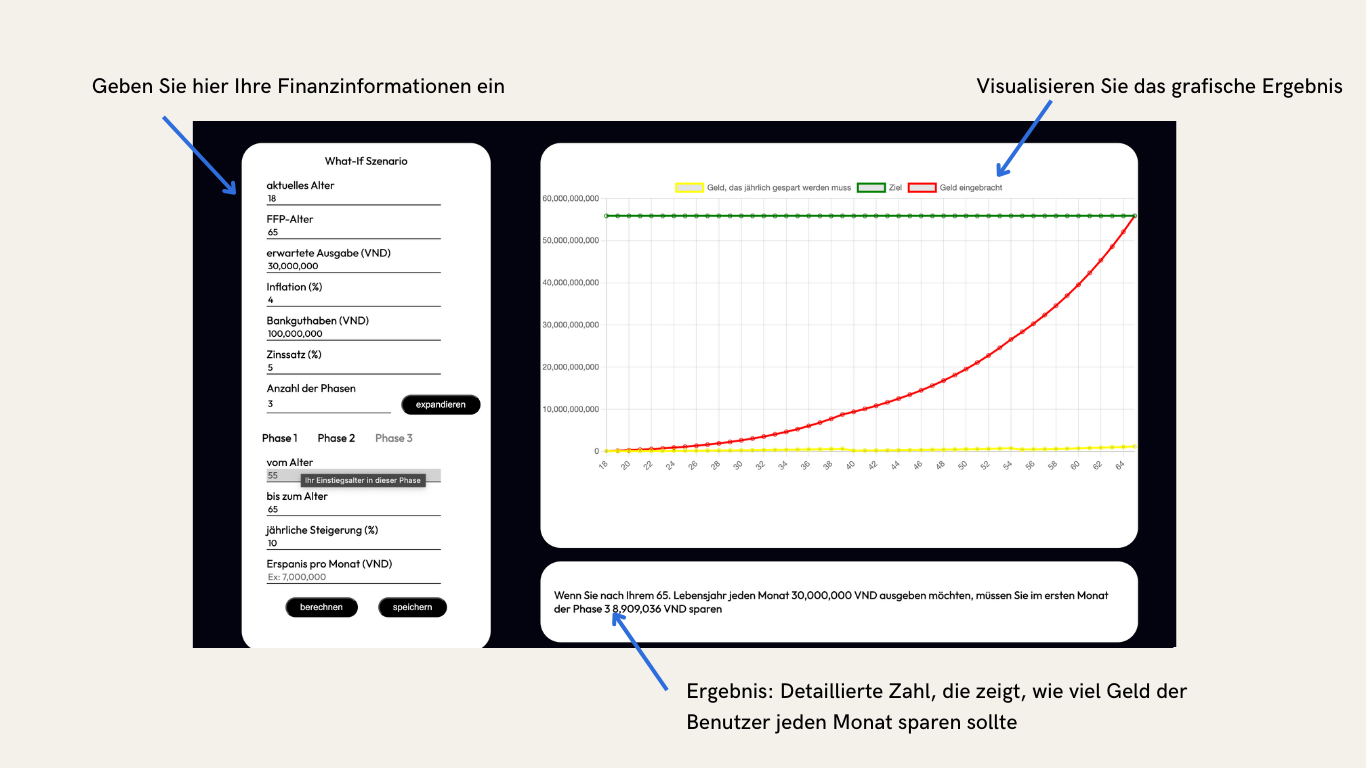 Geben Sie hier Ihre Finanzinformationen ein
Visualisieren Sie das grafische Ergebnis
What-If Szenario
aktuelles Alter
18
FFP-Alter
65
erwartete Ausgabe (VND)
30,000,000
Inflation (%)
4
Bankguthaben (VND)
100,000,000
Zinssatz (%)
5
Anzahl der Phasen
3
expandieren
Phase 1 Phase 2 Phase 3
vom Alter
55
Ihr Einstiegsalter in dieser Phase
bis zum Alter
65
jährliche Steigerung (%)
10
Erspanis pro Monat (VND)
Ex: 7,000,000
berechnen speichern
Geld, das jährlich gespart werden muss Ziel Geld eingebracht
60,000,000,000
50,000,000,000
40,000,000,000
30,000,000,000
20,000,000,000
10,000,000,000
0
18 20 22 24 26 28 30 32 34 36 38 40 42 44 46 48 50 52 54 56 58 60 62 64
Wenn Sie nach Ihrem 65. Lebensjahr jeden Monat 30,000,000 VND ausgeben möchten, müssen Sie im ersten Monat
der Phase 3 8,909,036 VND sparen
Ergebnis: Detaillierte Zahl, die zeigt, wie viel Geld der
Benutzer jeden Monat sparen sollte